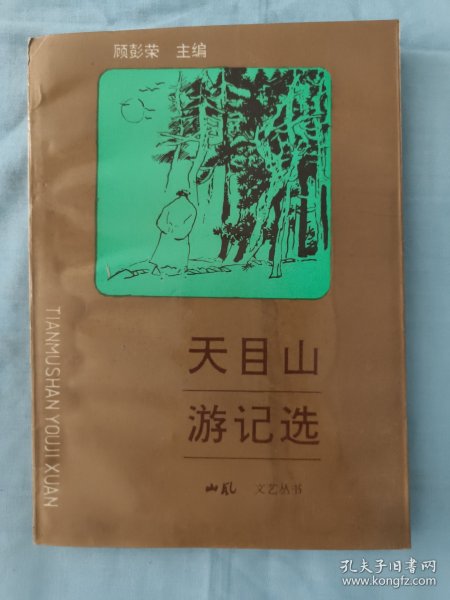 顾彭荣 主编
TIANMUSHAN YOUJI XUAN
天目山
游记选
山风 文艺丛书
孔夫子旧书网
www.kongfz.com